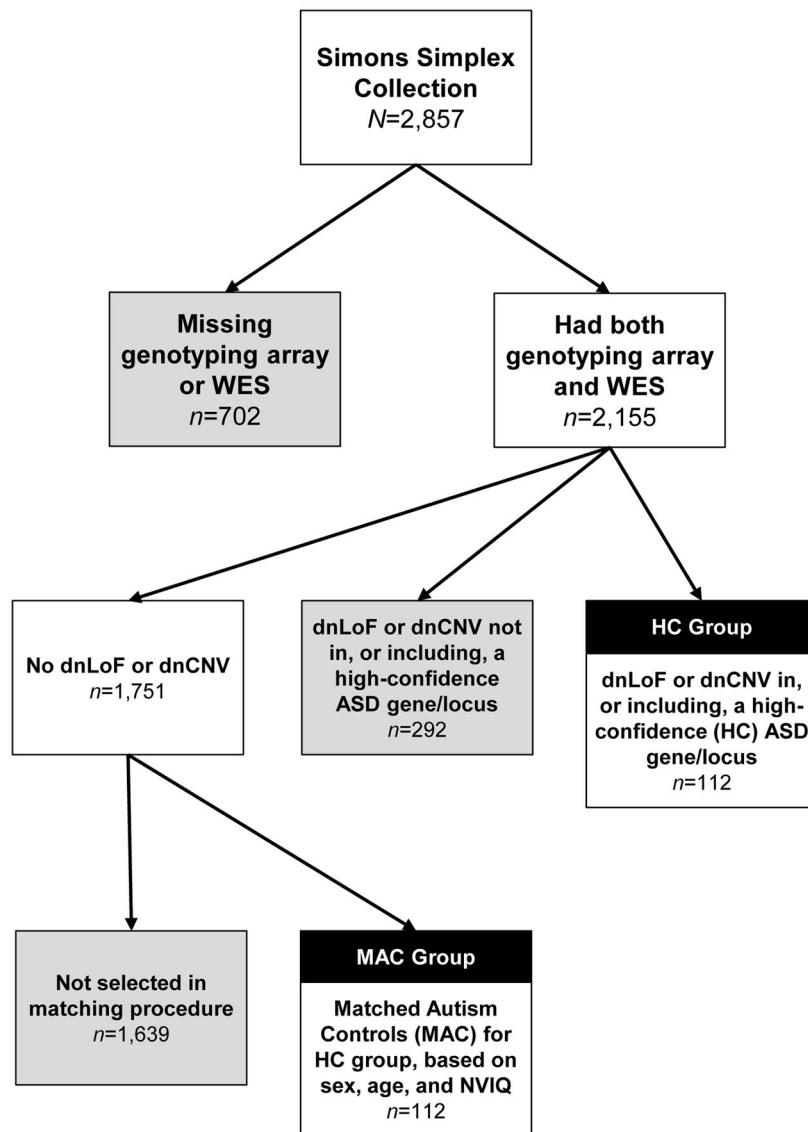 Simons Simplex
Collection
N=2,857
Missing
genotyping array
or WES
n=702
Had both
genotyping array
and WES
n=2,155
No dnLoF or dnCNV
n=1,751
dnLoF or dnCNV not
in, or including, a
high-confidence
ASD gene/locus
n=292
HC Group
dnLoF or dnCNV in,
or including, a high-
confidence (HC) ASD
gene/locus
n=112
Not selected in
matching procedure
n=1,639
MAC Group
Matched Autism
Controls (MAC) for
HC group, based on
sex, age, and NVIQ
n=112